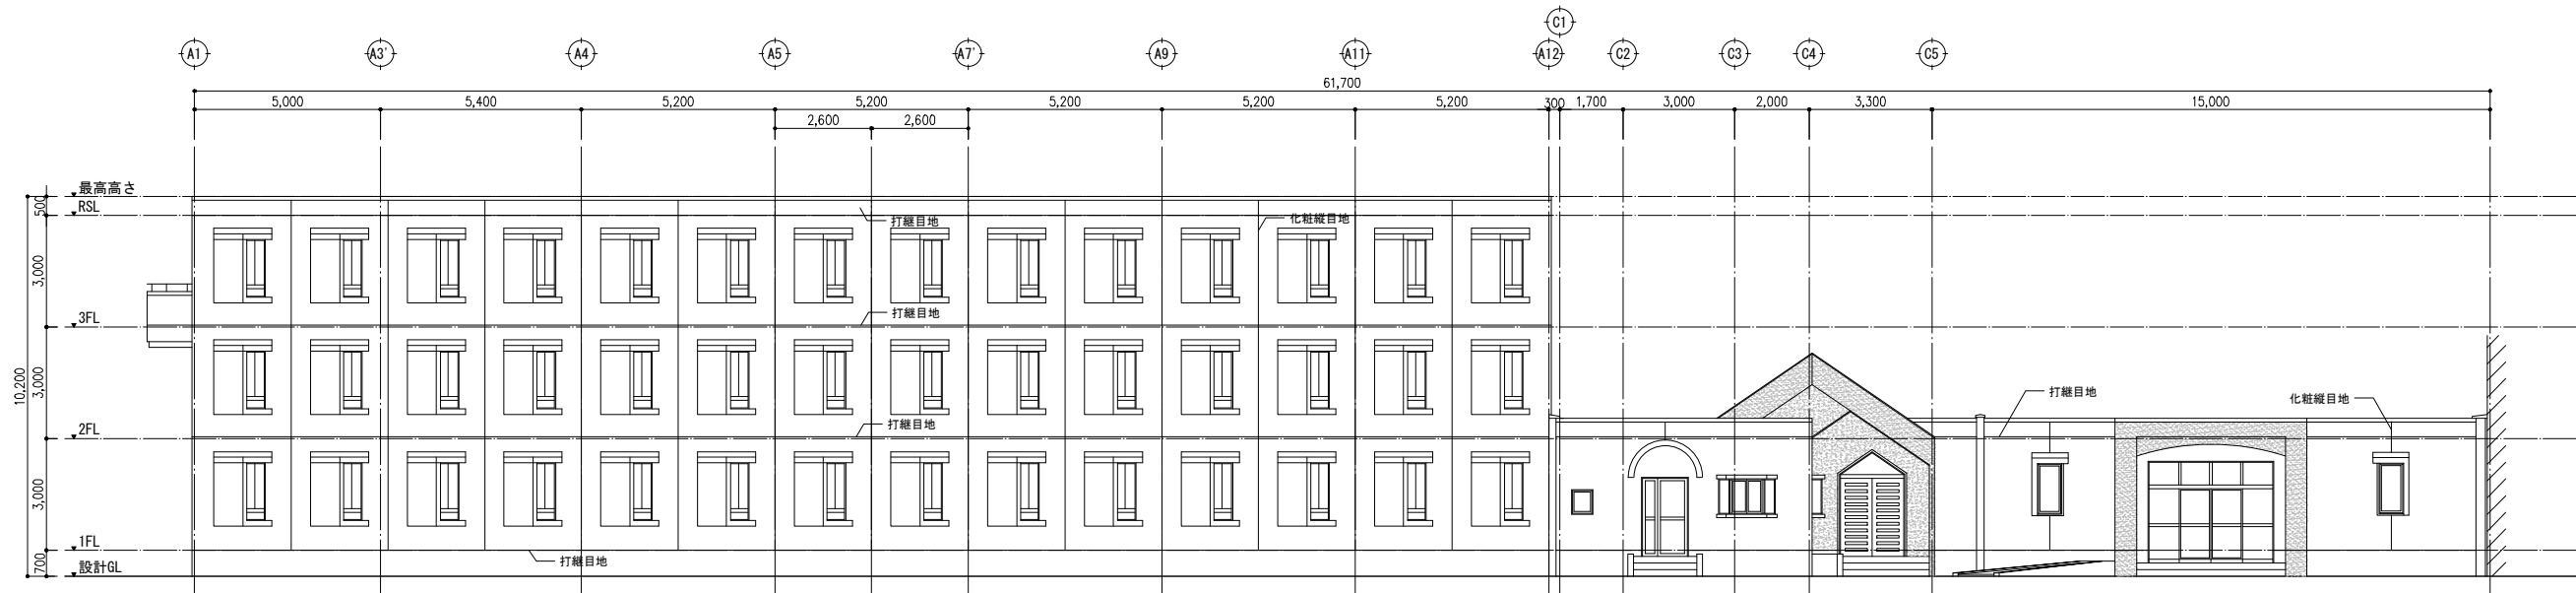 C1
A1 A3' A4 A5 A7' A9 A11 A12 C2 C3 C4 C5
61,700
5,000 5,400 5,200 5,200 5,200 5,200 5,200 300 1,700 3,000 2,000 3,300 15,000
2,600 2,600
最高高さ
500
RSL
打継目地
化粧縦目地
3,000
3FL
打継目地
10,200
3,000
打継目地
化粧縦目地
2FL
打継目地
3,000
1FL
打継目地
700
設計GL